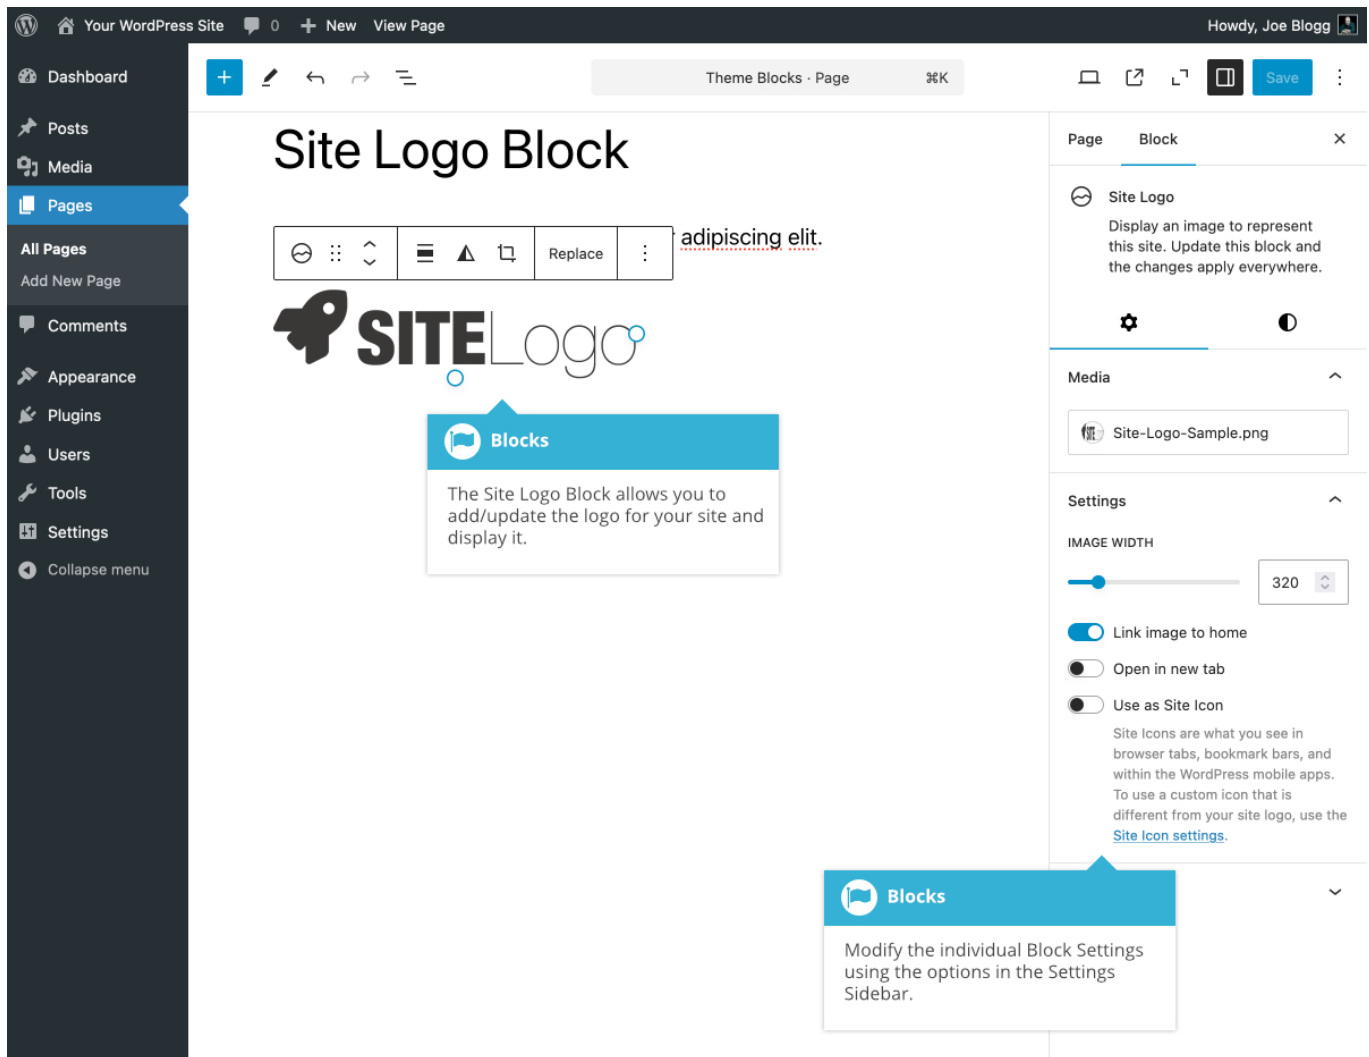 Your WordPress Site 0 New View Page Howdy, Joe Blogg
Dashboard
Posts
Media
Pages
All Pages
Add New Page
Comments
Appearance
Plugins
Users
Tools
Settings
Collapse menu
Theme Blocks · Page ⌘K
Save
Site Logo Block
adipiscing elit.
Replace
SITELogo
Blocks
The Site Logo Block allows you to
add/update the logo for your site and
display it.
Page Block
Site Logo
Display an image to represent
this site. Update this block and
the changes apply everywhere.
Media
Site-Logo-Sample.png
Settings
IMAGE WIDTH
320
Link image to home
Open in new tab
Use as Site Icon
Site Icons are what you see in
browser tabs, bookmark bars, and
within the WordPress mobile apps.
To use a custom icon that is
different from your site logo, use the
Site Icon settings.
Blocks
Modify the individual Block Settings
using the options in the Settings
Sidebar.